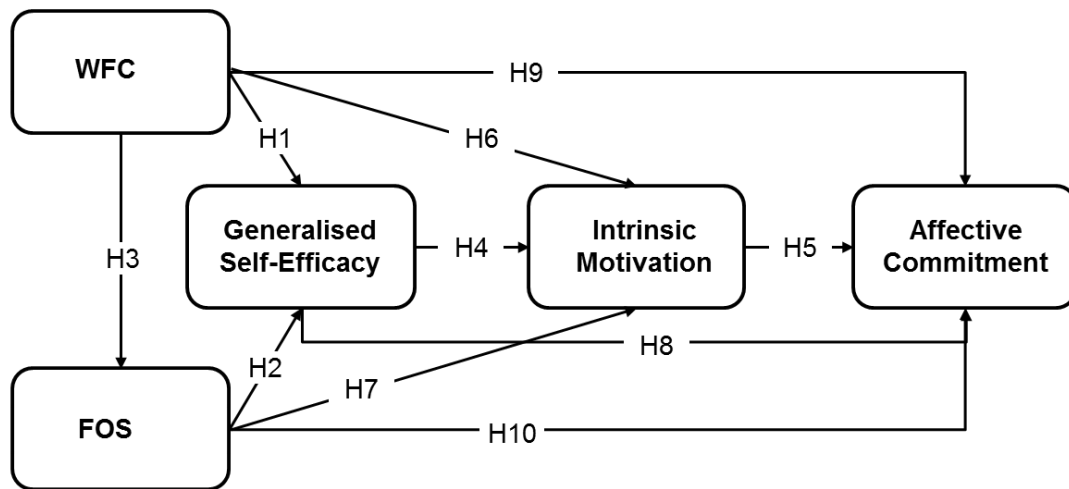 WFC
H9
H1
H6
Generalised
Self-Efficacy
H4
Intrinsic
Motivation
H5
Affective
Commitment
H3
H8
H2
H7
FOS
H10